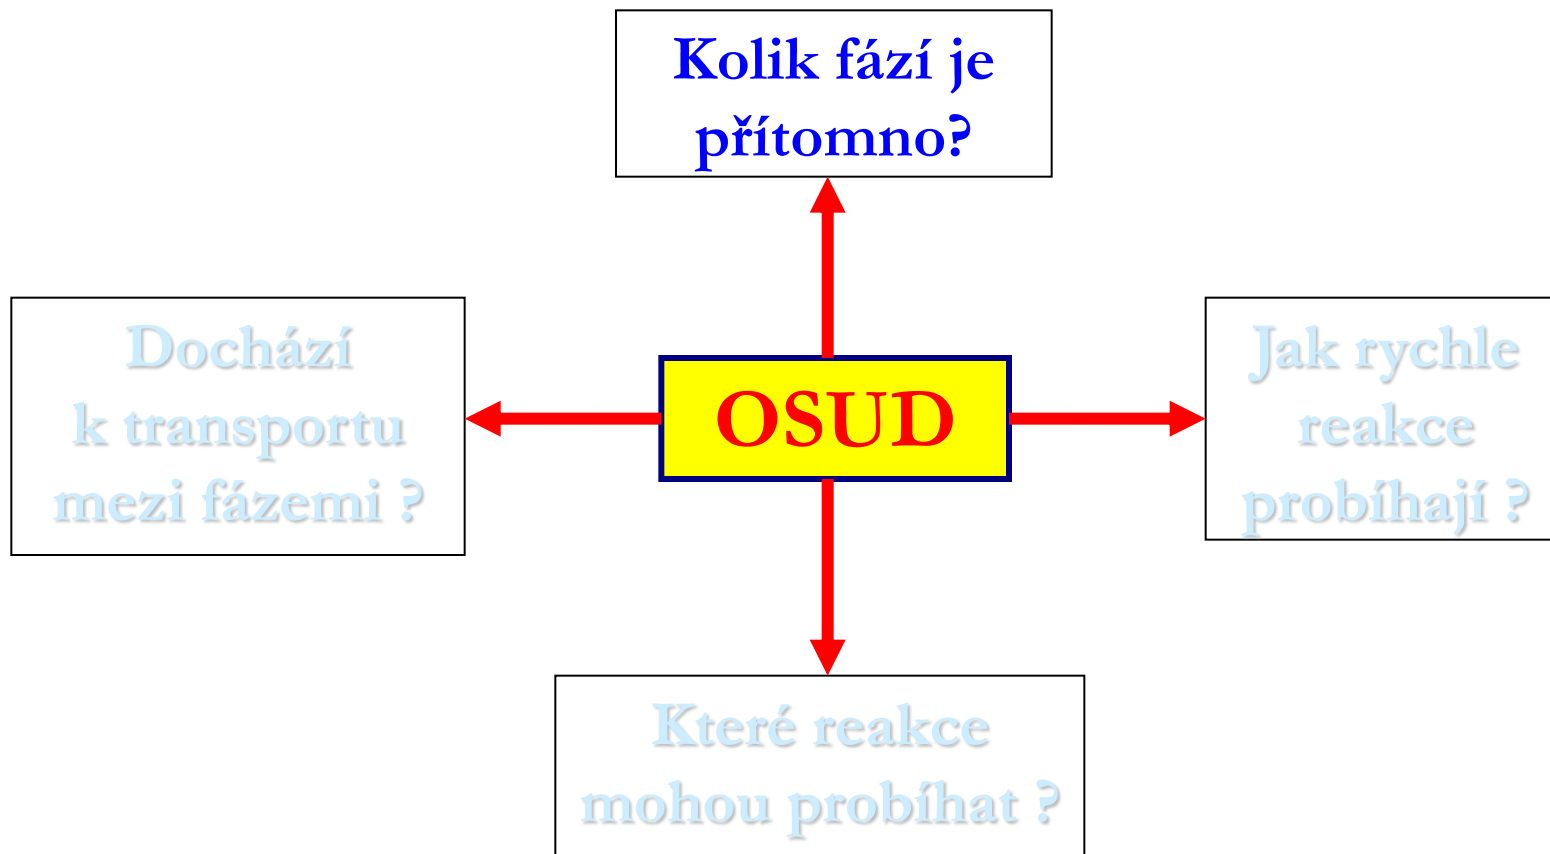 Kolik fází je
přítomno?
Dochází
k transportu
mezi fázemi ?
OSUD
Jak rychle
reakce
probíhají ?
Které reakce
mohou probíhat ?